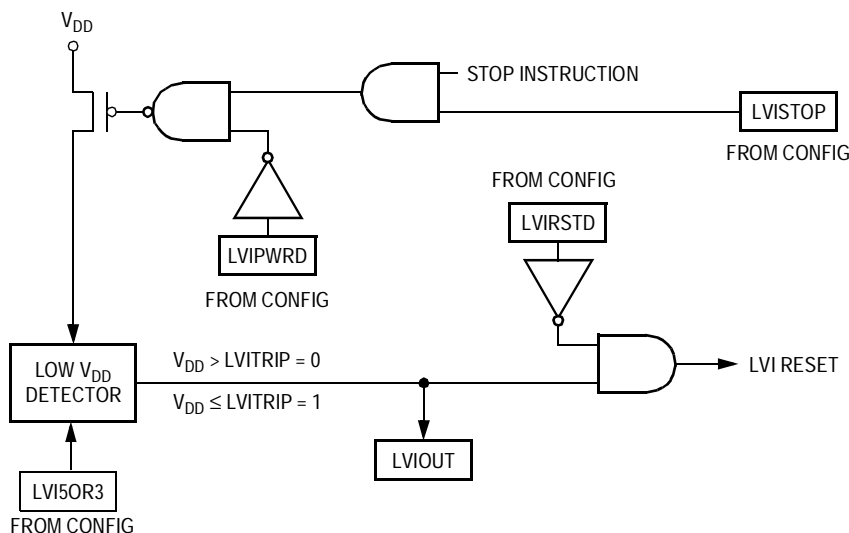 VDD
STOP INSTRUCTION
LVISTOP
FROM CONFIG
FROM CONFIG
LVIRSTD
LVIPWRD
FROM CONFIG
LOW VDD
DETECTOR
VDD > LVITRIP = 0
VDD ≤ LVITRIP = 1
LVI RESET
LVIOUT
LVI5OR3
FROM CONFIG